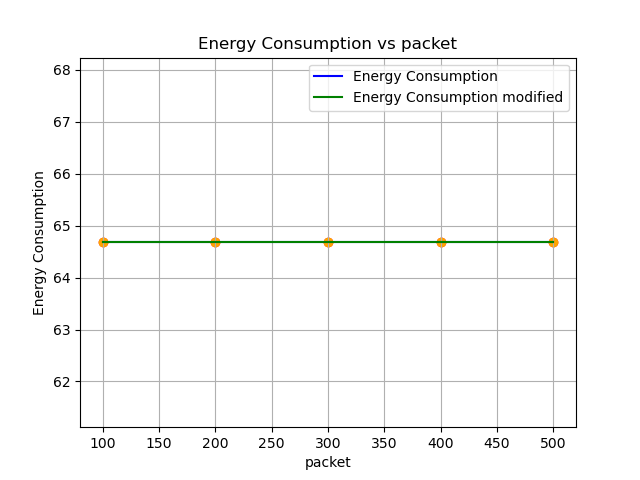 Energy Consumption vs packet
Energy Consumption
Energy Consumption modified
68
67
66
65
64
63
62
Energy Consumption
100 150 200 250 300 350 400 450 500
packet